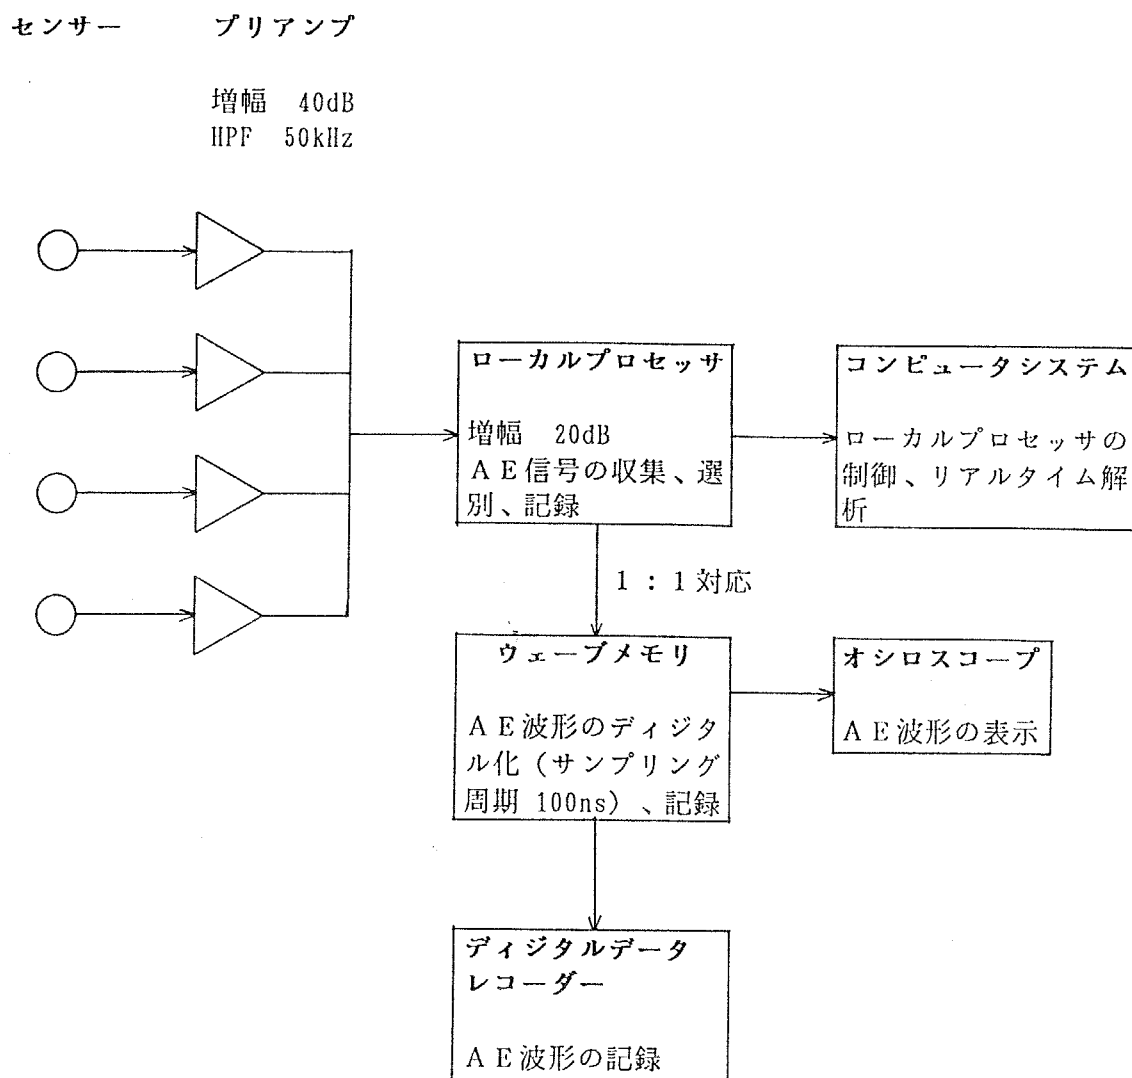 センサー　プリアンプ
増幅　40dB
HPF　50kHz
ローカルプロセッサ
増幅　20dB
ＡＥ信号の収集、選
別、記録
コンピュータシステム
ローカルプロセッサの
制御、リアルタイム解
析
１：１対応
ウェーブメモリ
ＡＥ波形のディジタ
ル化（サンプリング
周期 100ns）、記録
オシロスコープ
ＡＥ波形の表示
ディジタルデータ
レコーダー
ＡＥ波形の記録